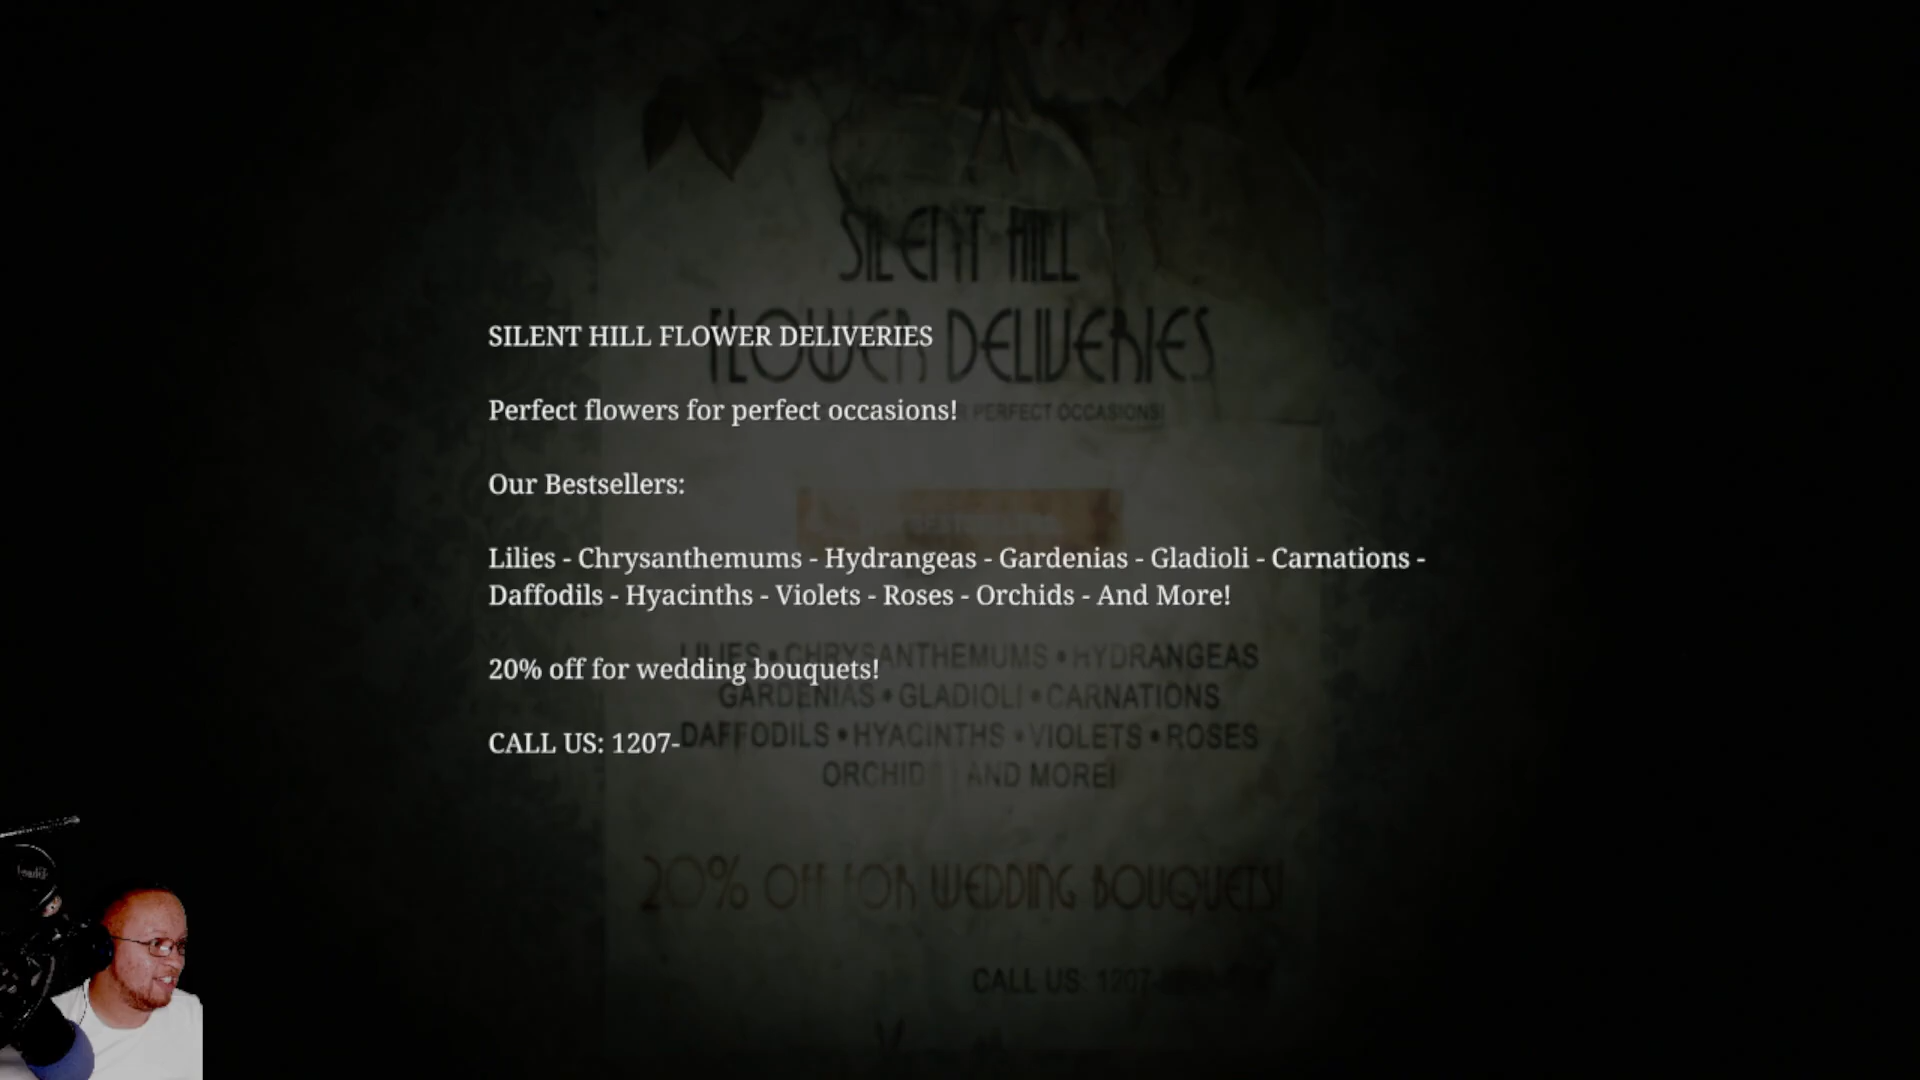 SILENT HILL FLOWER DELIVERIES
Perfect flowers for perfect occasions!
Our Bestsellers:
Lilies - Chrysanthemums - Hydrangeas - Gardenias - Gladioli - Carnations -
Daffodils - Hyacinths - Violets - Roses - Orchids - And More!
20% off for wedding bouquets!
CALL US: 1207-
SILENT HILL
FLOWER DELIVERIES
PERFECT OCCASIONS!
LILIES • CHRYSANTHEMUMS • HYDRANGEAS
GARDENIAS • GLADIOLI • CARNATIONS
DAFFODILS • HYACINTHS • VIOLETS • ROSES
ORCHID AND MORE!
20% OFF FOR WEDDING BOUQUETS!
CALL US: 1207-